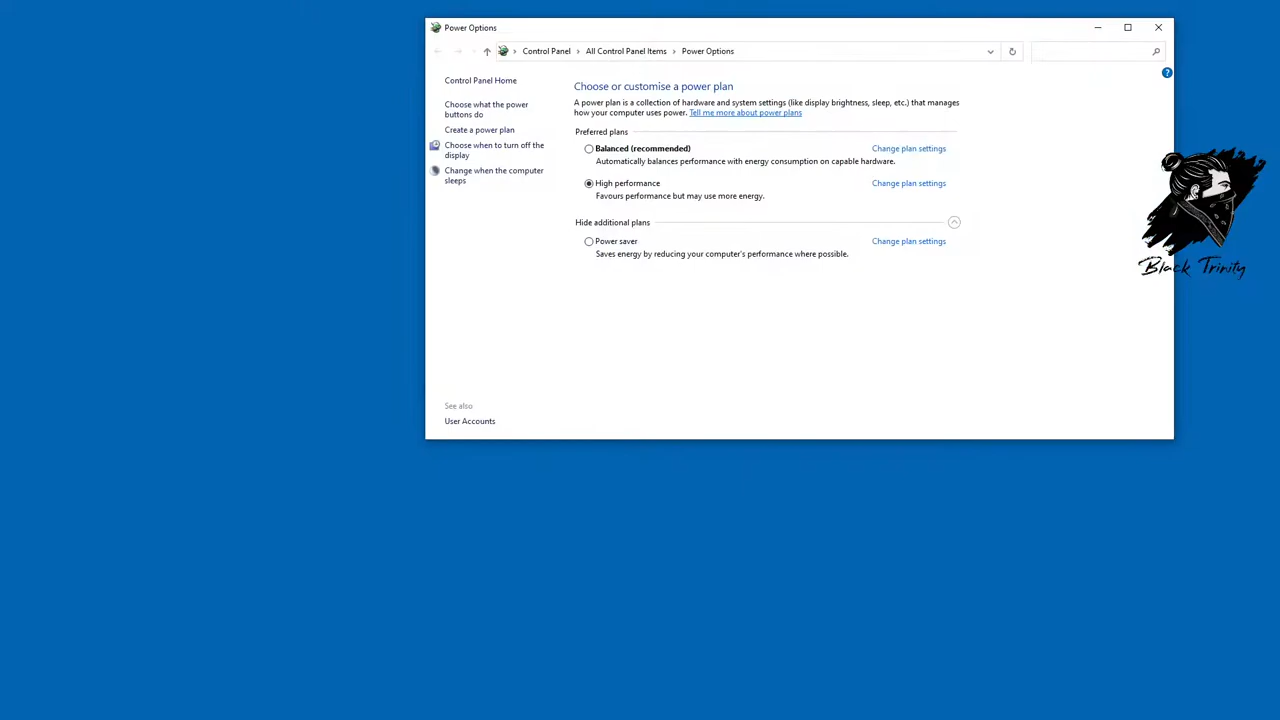 Power Options
Control Panel
All Control Panel Items
Power Options
Control Panel Home
Choose what the power
buttons do
Create a power plan
Choose when to turn off the
display
Change when the computer
sleeps
Choose or customise a power plan
A power plan is a collection of hardware and system settings (like display brightness, sleep, etc.) that manages
how your computer uses power. Tell me more about power plans
Preferred plans
Balanced (recommended) Change plan settings
Automatically balances performance with energy consumption on capable hardware.
High performance Change plan settings
Favours performance but may use more energy.
Hide additional plans
Power saver Change plan settings
Saves energy by reducing your computer's performance where possible.
?
Black Trinity
See also
User Accounts